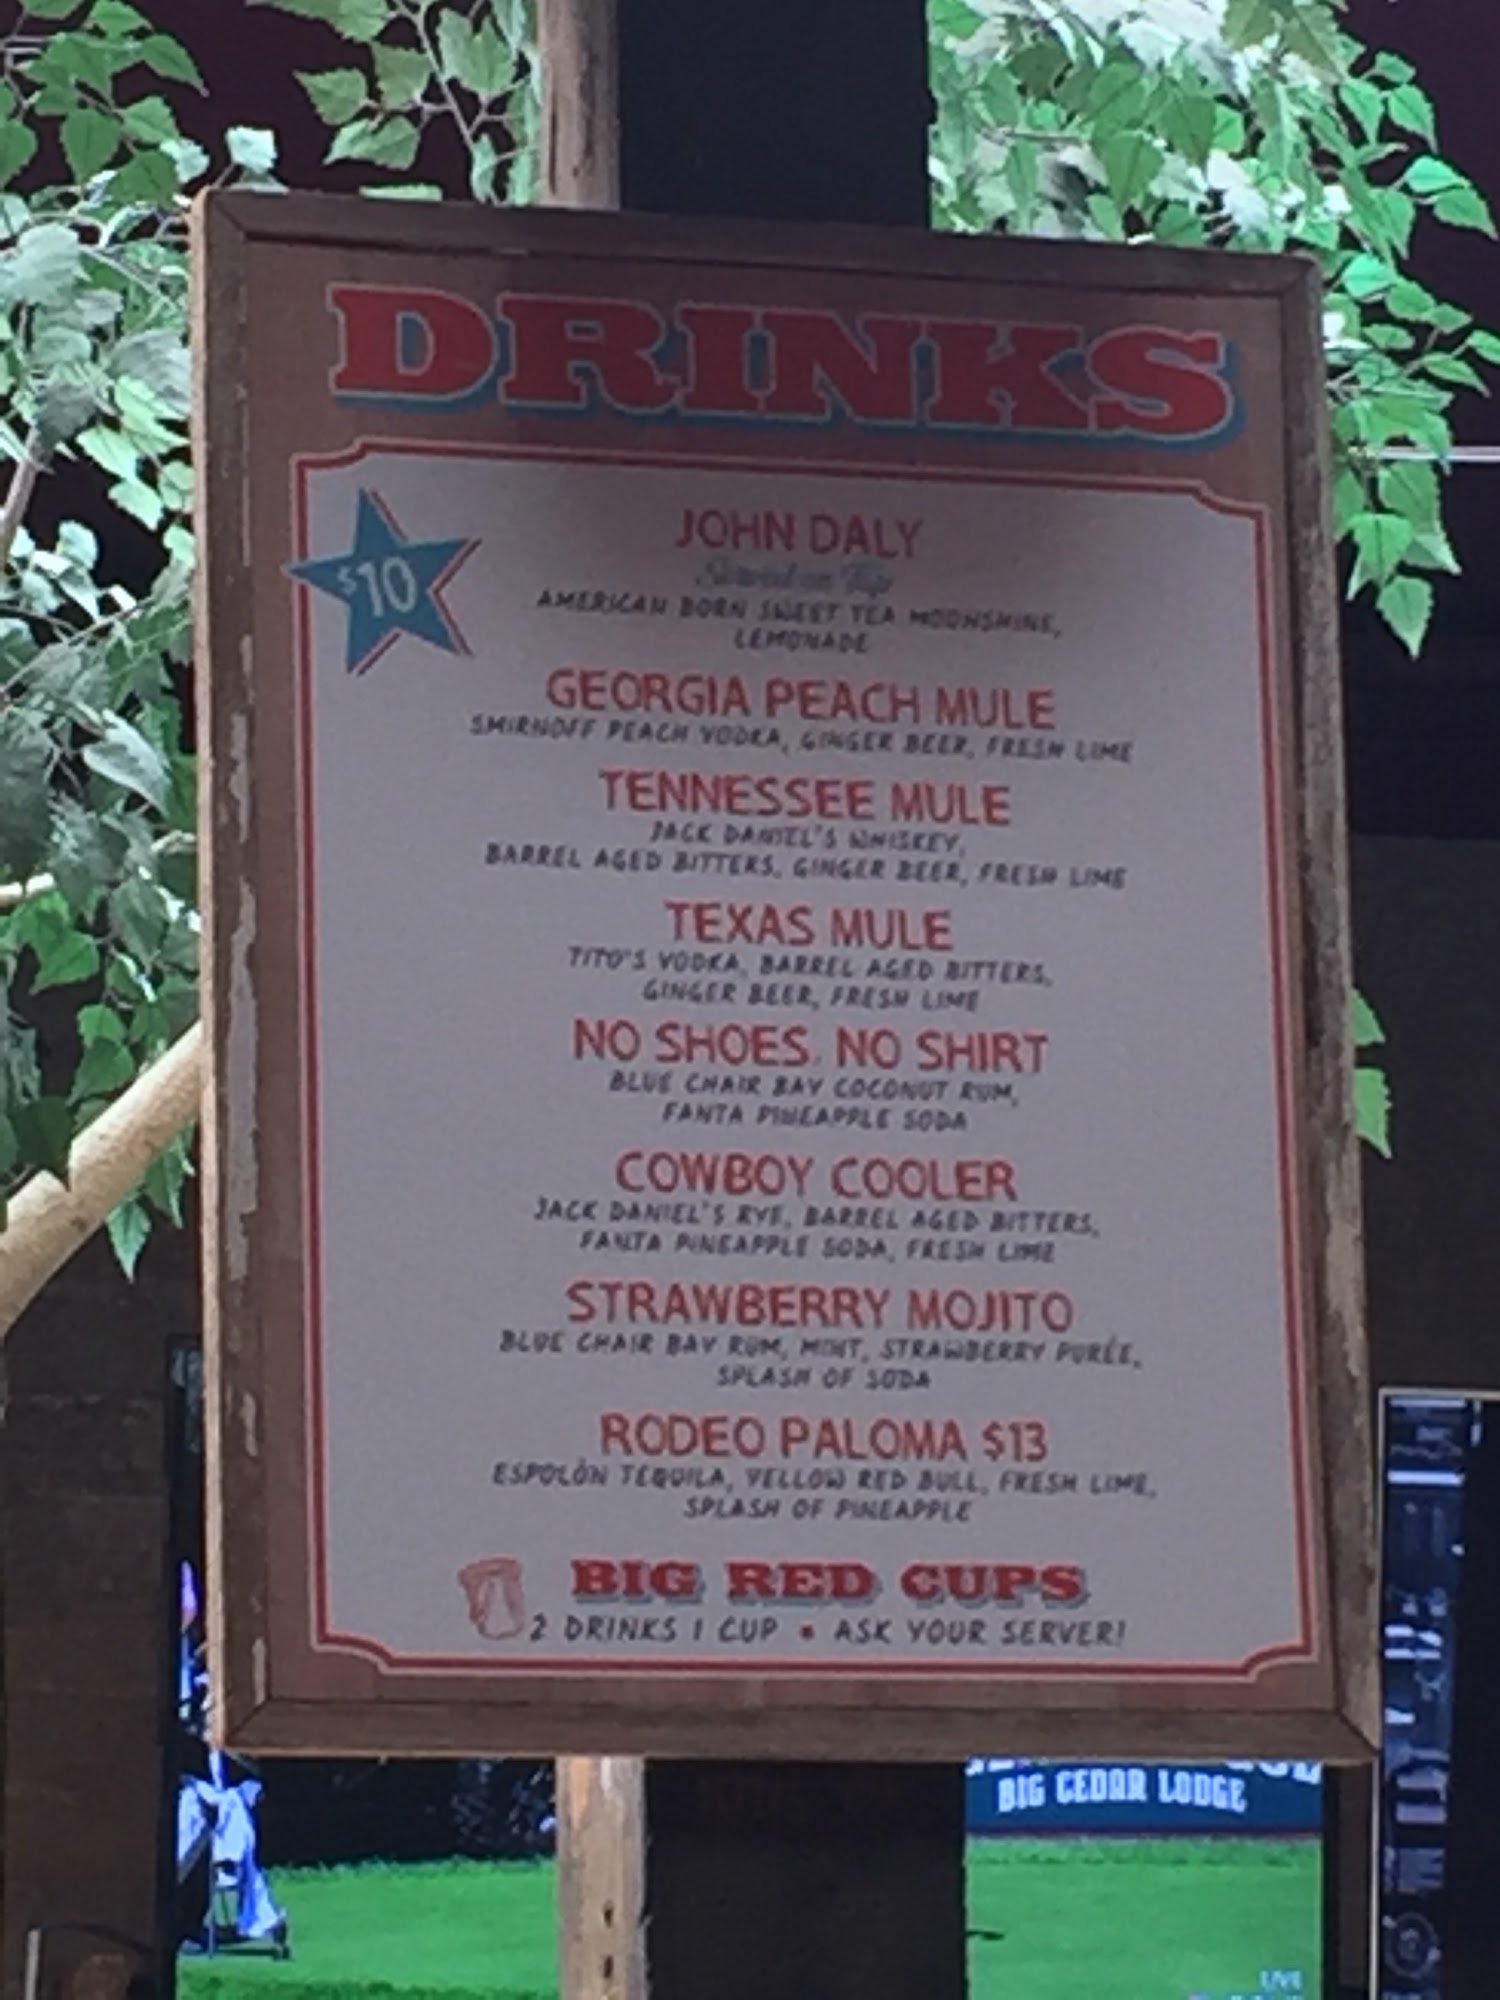 DRINKS
$10
JOHN DALY
Served on Tap
AMERICAN BORN SWEET TEA MOONSHINE,
LEMONADE
GEORGIA PEACH MULE
SMIRNOFF PEACH VODKA, GINGER BEER, FRESH LIME
TENNESSEE MULE
JACK DANIEL'S WHISKEY,
BARREL AGED BITTERS, GINGER BEER, FRESH LIME
TEXAS MULE
TITO'S VODKA, BARREL AGED BITTERS,
GINGER BEER, FRESH LIME
NO SHOES, NO SHIRT
BLUE CHAIR BAY COCONUT RUM,
FANTA PINEAPPLE SODA
COWBOY COOLER
JACK DANIEL'S RYE, BARREL AGED BITTERS,
FANTA PINEAPPLE SODA, FRESH LIME
STRAWBERRY MOJITO
BLUE CHAIR BAY RUM, MINT, STRAWBERRY PURÉE,
SPLASH OF SODA
RODEO PALOMA $13
ESPOLÒN TEQUILA, YELLOW RED BULL, FRESH LIME,
SPLASH OF PINEAPPLE
BIG RED CUPS
2 DRINKS 1 CUP • ASK YOUR SERVER!
BIG CEDAR LODGE
LIVE